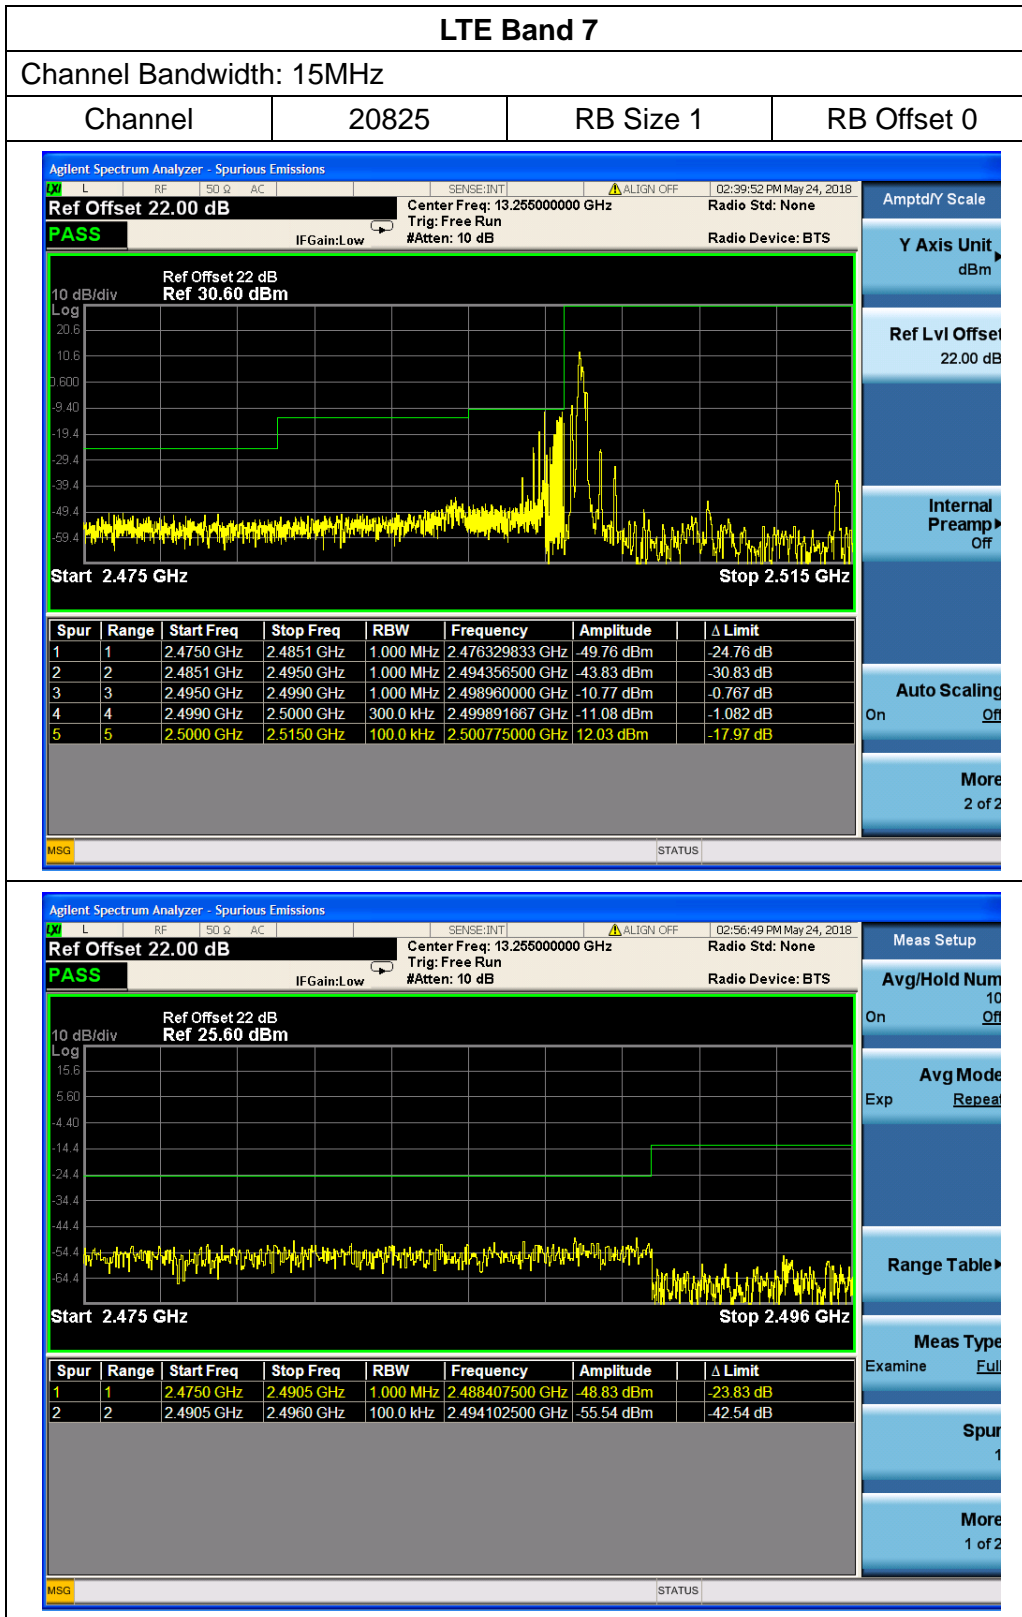 LTE Band 7
Channel Bandwidth: 15MHz
Channel 20825 RB Size 1 RB Offset 0
Agilent Spectrum Analyzer - Spurious Emissions
LXI L RF 50 Ω AC SENSE:INT ALIGN OFF 02:39:52 PM May 24, 2018
Ref Offset 22.00 dB Center Freq: 13.255000000 GHz Radio Std: None
Trig: Free Run
PASS IFGain:Low #Atten: 10 dB Radio Device: BTS
Ref Offset 22 dB
10 dB/div Ref 30.60 dBm
Log
20.6
10.6
0.600
-9.40
-19.4
-29.4
-39.4
-49.4
-59.4
Start 2.475 GHz Stop 2.515 GHz
Spur Range Start Freq Stop Freq RBW Frequency Amplitude Δ Limit
1 1 2.4750 GHz 2.4851 GHz 1.000 MHz 2.476329833 GHz -49.76 dBm -24.76 dB
2 2 2.4851 GHz 2.4950 GHz 1.000 MHz 2.494356500 GHz -43.83 dBm -30.83 dB
3 3 2.4950 GHz 2.4990 GHz 1.000 MHz 2.498960000 GHz -10.77 dBm -0.767 dB
4 4 2.4990 GHz 2.5000 GHz 300.0 kHz 2.499891667 GHz -11.08 dBm -1.082 dB
5 5 2.5000 GHz 2.5150 GHz 100.0 kHz 2.500775000 GHz 12.03 dBm -17.97 dB
MSG STATUS
Amptd/Y Scale
Y Axis Unit
dBm
Ref Lvl Offset
22.00 dB
Internal
Preamp
Off
Auto Scaling
On Off
More
2 of 2
Agilent Spectrum Analyzer - Spurious Emissions
LXI L RF 50 Ω AC SENSE:INT ALIGN OFF 02:56:49 PM May 24, 2018
Ref Offset 22.00 dB Center Freq: 13.255000000 GHz Radio Std: None
Trig: Free Run
PASS IFGain:Low #Atten: 10 dB Radio Device: BTS
Ref Offset 22 dB
10 dB/div Ref 25.60 dBm
Log
15.6
5.60
-4.40
-14.4
-24.4
-34.4
-44.4
-54.4
-64.4
Start 2.475 GHz Stop 2.496 GHz
Spur Range Start Freq Stop Freq RBW Frequency Amplitude Δ Limit
1 1 2.4750 GHz 2.4905 GHz 1.000 MHz 2.488407500 GHz -48.83 dBm -23.83 dB
2 2 2.4905 GHz 2.4960 GHz 100.0 kHz 2.494102500 GHz -55.54 dBm -42.54 dB
MSG STATUS
Meas Setup
Avg/Hold Num
10
On Off
Avg Mode
Exp Repeat
Range Table
Meas Type
Examine Full
Spur
1
More
1 of 2